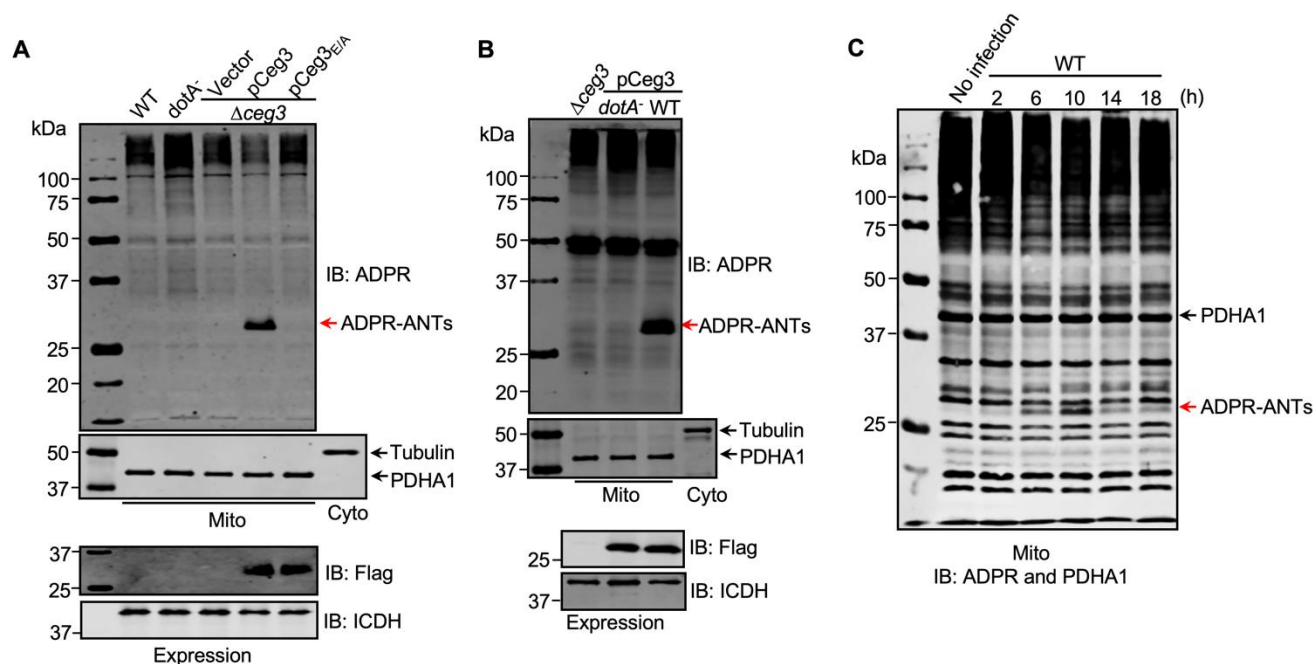 A
WT
dotA-
Vector
pCeg3
pCeg3E/A
Δceg3
kDa
100
75
50
37
25
20
IB: ADPR
ADPR-ANTs
50
37
Tubulin
PDHA1
Mito
Cyto
37
25
IB: Flag
37
IB: ICDH
Expression
B
Δceg3
pCeg3
dotA- WT
kDa
100
75
50
37
25
20
IB: ADPR
ADPR-ANTs
50
37
Tubulin
PDHA1
Mito
Cyto
25
IB: Flag
37
IB: ICDH
Expression
C
No infection
WT
2 6 10 14 18 (h)
kDa
100
75
50
37
25
PDHA1
ADPR-ANTs
Mito
IB: ADPR and PDHA1